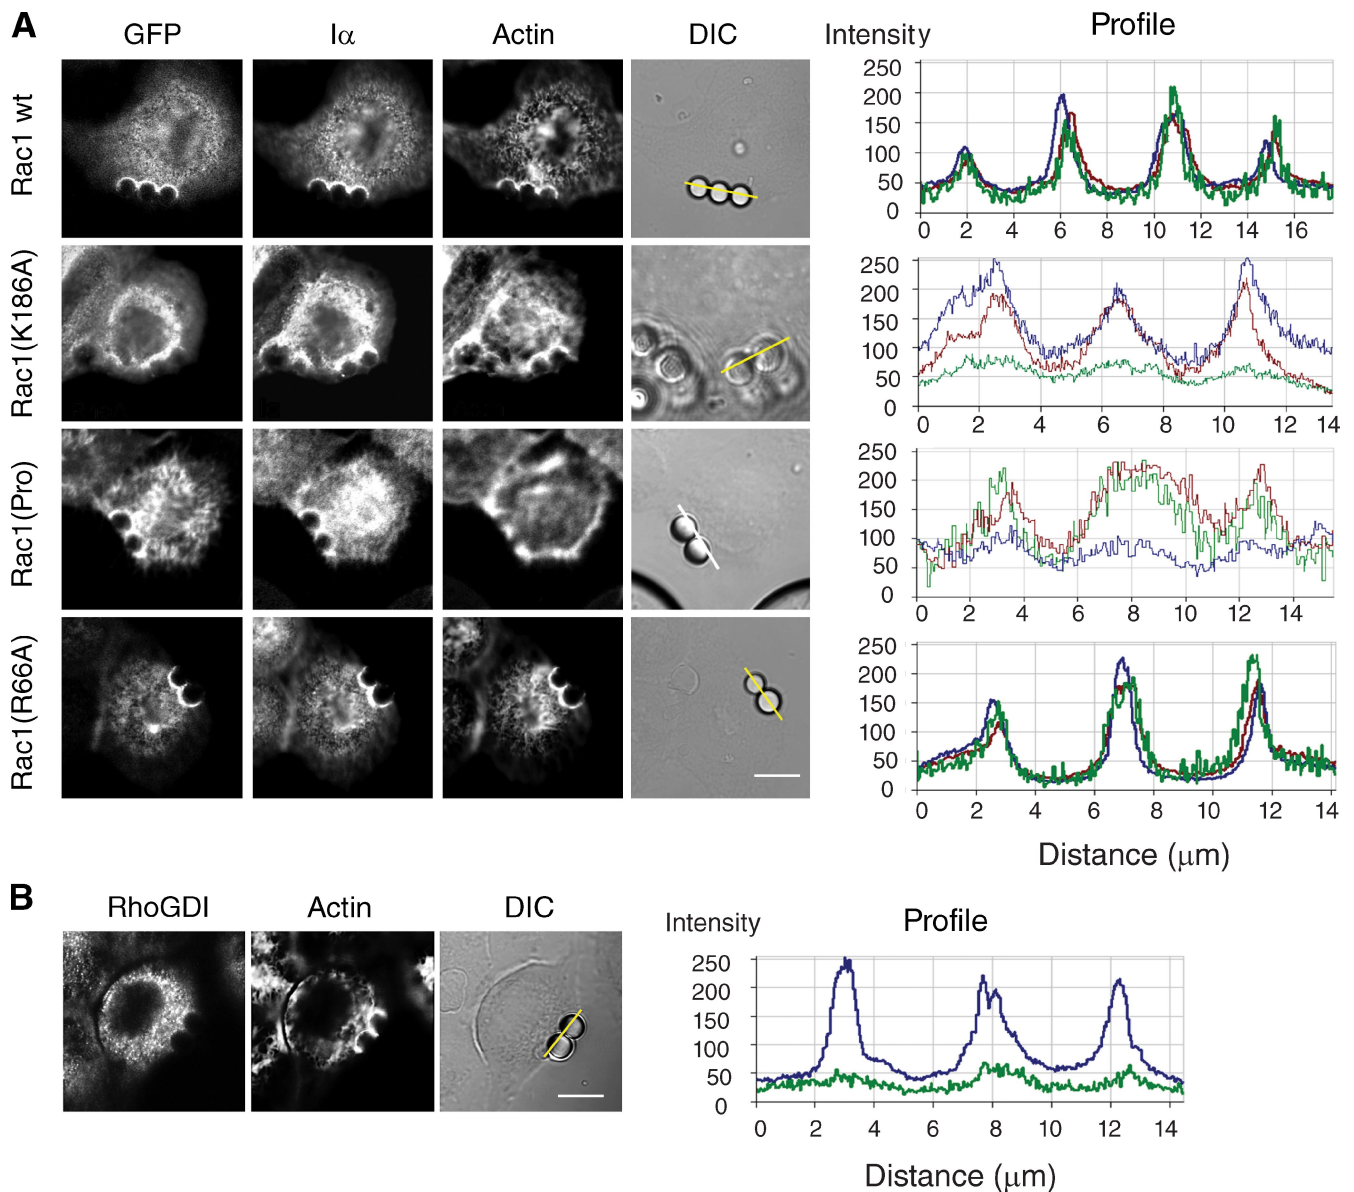 A
GFP
Iα
Actin
DIC
Intensity
Profile
Rac1 wt
250
200
150
100
50
0
0 2 4 6 8 10 12 14 16
Rac1(K186A)
250
200
150
100
50
0
0 2 4 6 8 10 12 14
Rac1(Pro)
250
200
150
100
50
0
0 2 4 6 8 10 12 14
Rac1(R66A)
250
200
150
100
50
0
0 2 4 6 8 10 12 14
Distance (μm)
B
RhoGDI
Actin
DIC
Intensity
Profile
250
200
150
100
50
0
0 2 4 6 8 10 12 14
Distance (μm)